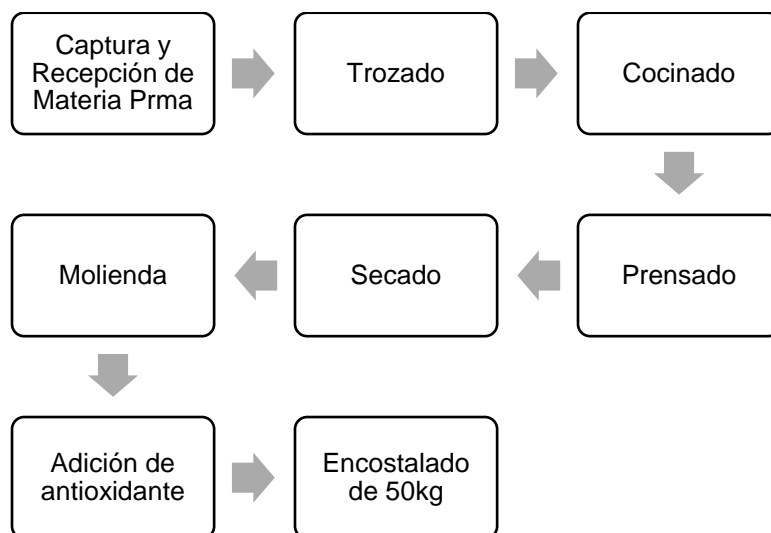 Captura y
Recepción de
Materia Prma
Trozado
Cocinado
Prensado
Secado
Molienda
Adición de
antioxidante
Encostalado
de 50kg